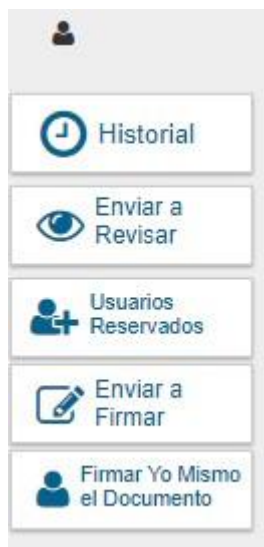 Historial
Enviar a
Revisar
Usuarios
Reservados
Enviar a
Firmar
Firmar Yo Mismo
el Documento